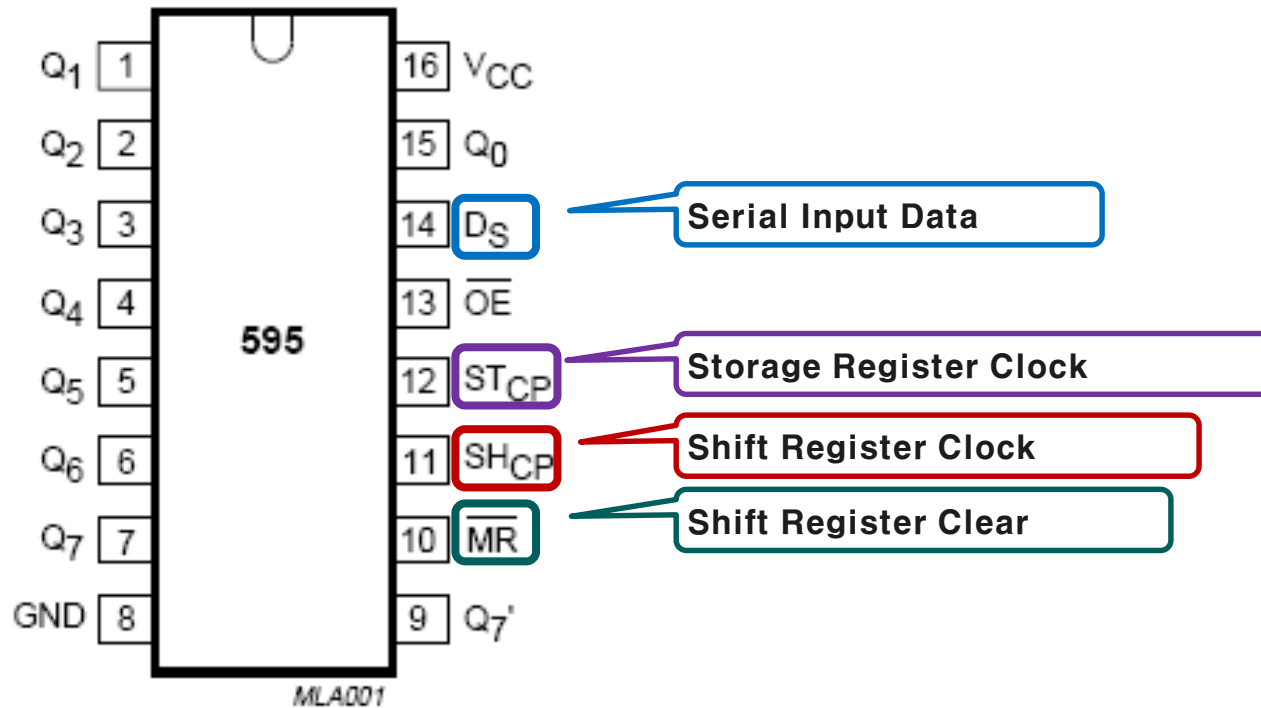 Q1 1 16 VCC
Q2 2 15 Q0
Q3 3 14 DS Serial Input Data
Q4 4 13 OE
595
Q5 5 12 STCP Storage Register Clock
Q6 6 11 SHCP Shift Register Clock
Q7 7 10 MR Shift Register Clear
GND 8 9 Q7'
MLA001